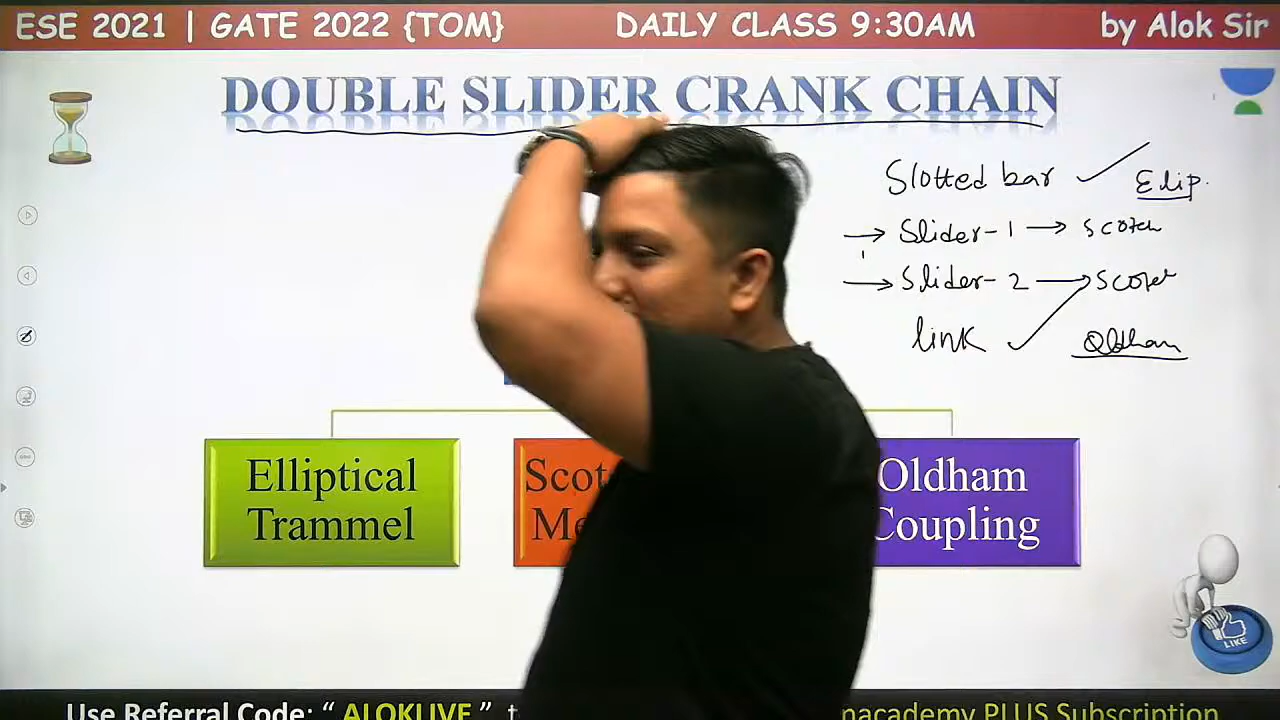 ESE 2021 | GATE 2022 {TOM} DAILY CLASS 9:30AM by Alok Sir
DOUBLE SLIDER CRANK CHAIN
Slotted bar Elip.
Slider-1 → Scotch
Slider-2
link Oldham
Elliptical
Trammel
Scot
Me
Oldham
Coupling
LIKE
Use Referral Code: “ ALOKLIVE ” t
nacademy PLUS Subscription